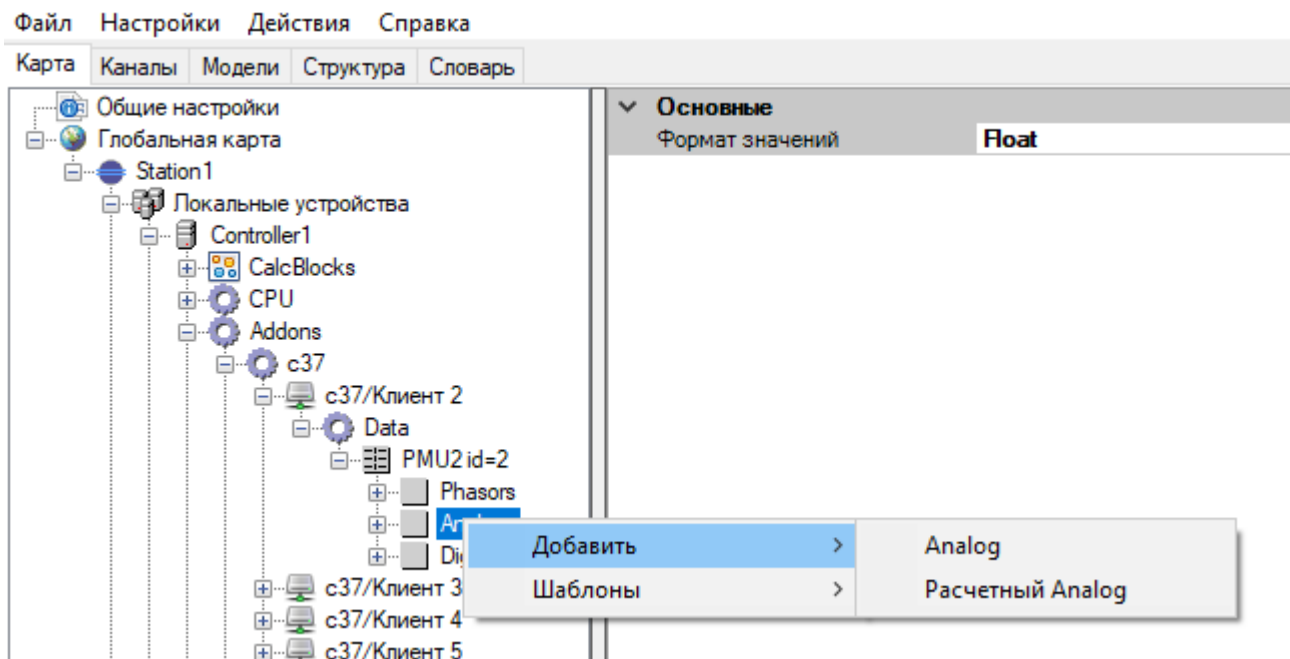 Файл Настройки Действия Справка
Карта Каналы Модели Структура Словарь
Общие настройки
Глобальная карта
Station1
Локальные устройства
Controller1
CalcBlocks
CPU
Addons
c37
c37/Клиент 2
Data
PMU2 id=2
Phasors
c37/Клиент 3
c37/Клиент 4
c37/Клиент 5
Основные
Формат значений Float
Добавить Analog
Шаблоны Расчетный Analog